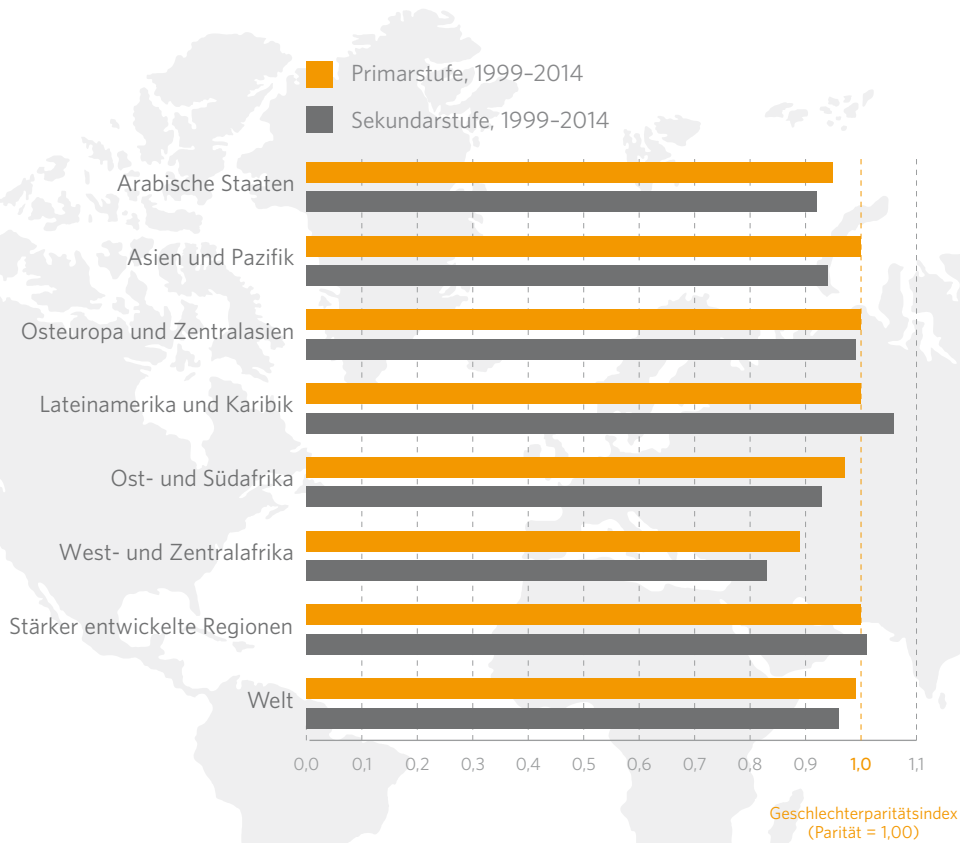 Primarstufe, 1999–2014
Sekundarstufe, 1999–2014
Arabische Staaten
Asien und Pazifik
Osteuropa und Zentralasien
Lateinamerika und Karibik
Ost- und Südafrika
West- und Zentralafrika
Stärker entwickelte Regionen
Welt
0,0 0,1 0,2 0,3 0,4 0,5 0,6 0,7 0,8 0,9 1,0 1,1
Geschlechterparitätsindex
(Parität = 1,00)